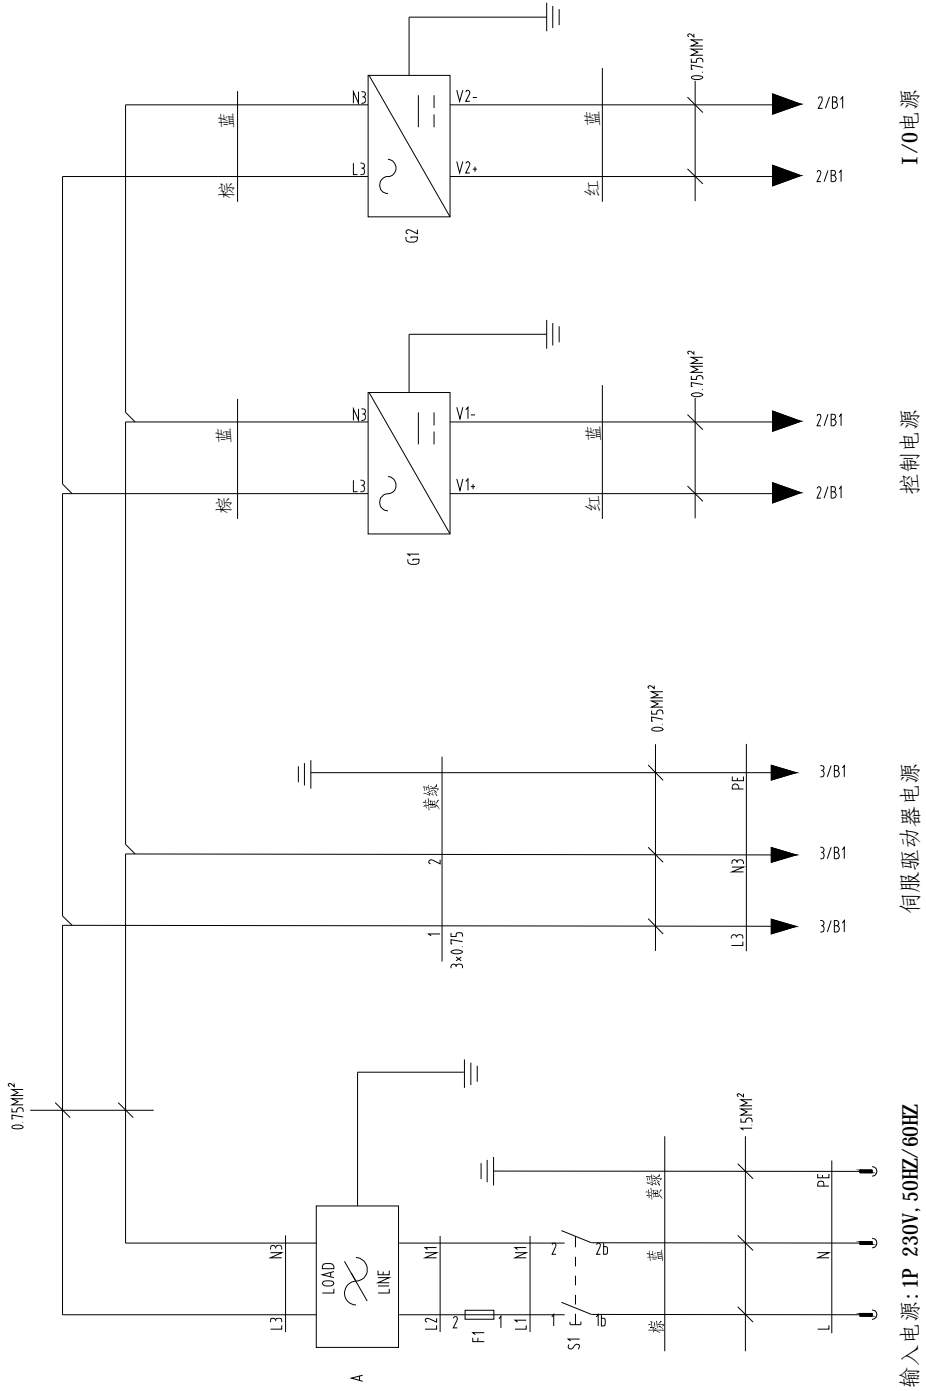 0.75MM²
A
L3
N3
LOAD
LINE
L2
N1
2
F1
1
L1
N1
1
2
S1
1b
2b
棕
蓝
黄绿
1.5MM²
L
N
PE
输入电源:1P 230V, 50HZ/60HZ
1
2
黄绿
3×0.75
0.75MM²
L3
N3
PE
3/B1
3/B1
3/B1
伺服驱动器电源
棕
蓝
L3
N3
G1
V1+
V1-
红
蓝
0.75MM²
2/B1
2/B1
控制电源
棕
蓝
L3
N3
G2
V2+
V2-
红
蓝
0.75MM²
2/B1
2/B1
I/O电源